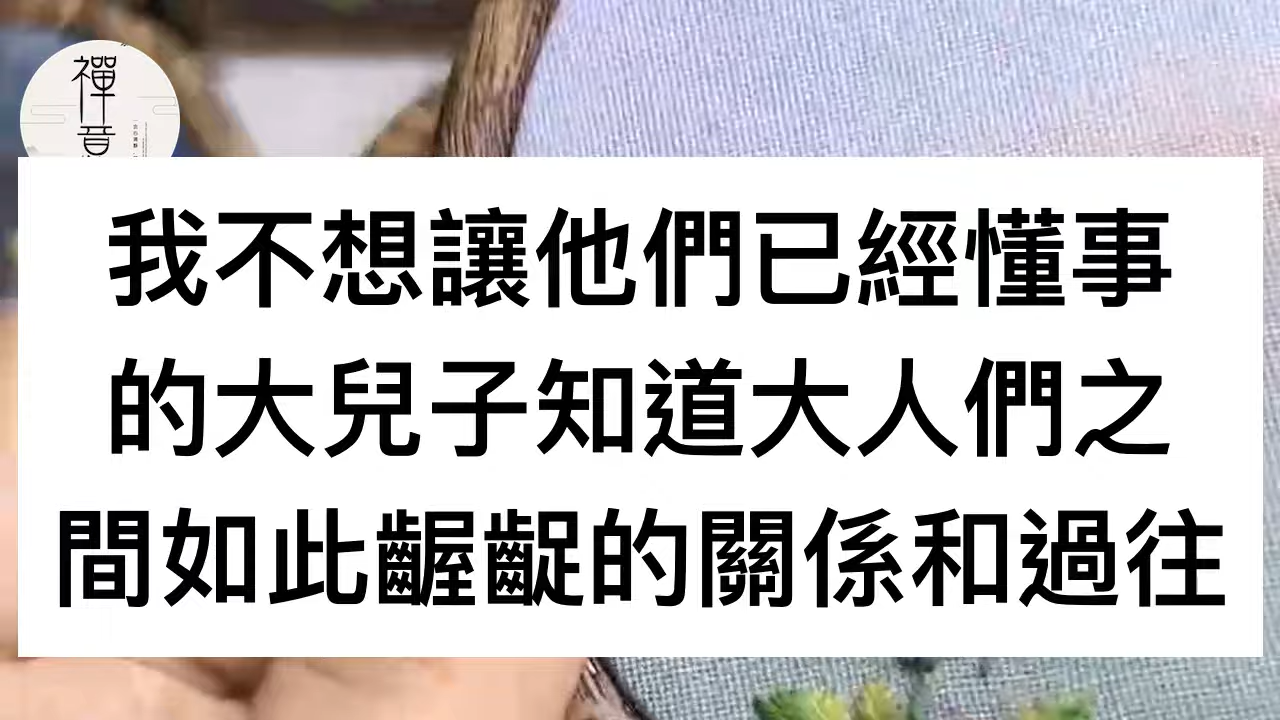 禪意
我不想讓他們已經懂事
的大兒子知道大人們之
間如此齷齪的關係和過往